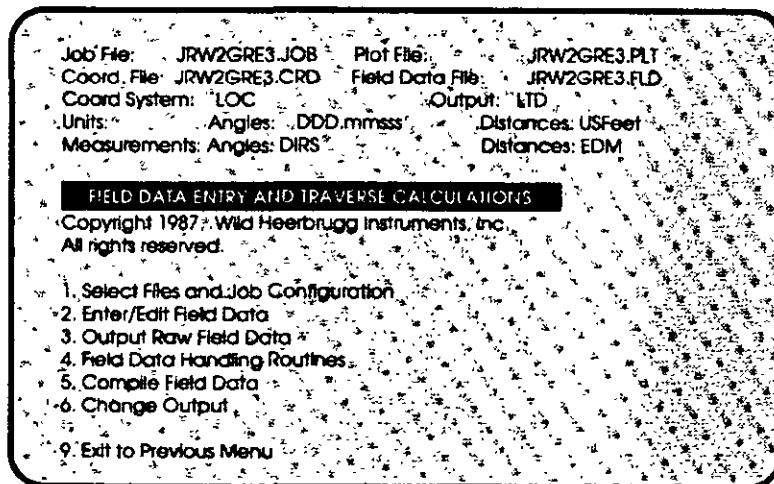 Job File: JRW2GRE3.JOB Plot File: JRW2GRE3.PLT
Coord. File: JRW2GRE3.CRD Field Data File: JRW2GRE3.FLD
Coord System: LOC Output: LTD
Units: Angles: DDD.mmsss Distances: USFeet
Measurements: Angles: DIRS Distances: EDM
FIELD DATA ENTRY AND TRAVERSE CALCULATIONS
Copyright 1987, Wild Heerbrugg Instruments, Inc.
All rights reserved.
1. Select Files and Job Configuration
2. Enter/Edit Field Data
3. Output Raw Field Data
4. Field Data Handling Routines
5. Compile Field Data
6. Change Output
9. Exit to Previous Menu